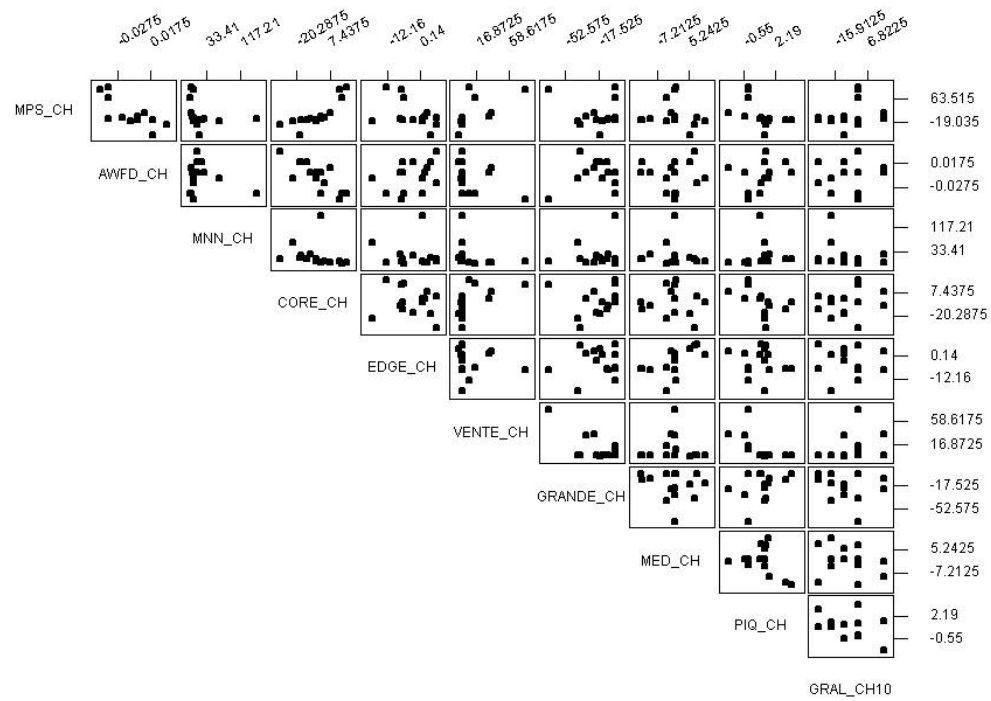 -0.0275 0.0175 33.41 117.21 -20.2875 7.4375 -12.16 0.14 16.8725 58.6175 -52.575 -17.525 -7.2125 5.2425 -0.55 2.19 -15.9125 6.8225
MPS_CH 63.515
-19.035
AWFD_CH 0.0175
-0.0275
MNN_CH 117.21
33.41
CORE_CH 7.4375
-20.2875
EDGE_CH 0.14
-12.16
VENTE_CH 58.6175
16.8725
GRANDE_CH -17.525
-52.575
MED_CH 5.2425
-7.2125
PIQ_CH 2.19
-0.55
GRAL_CH10